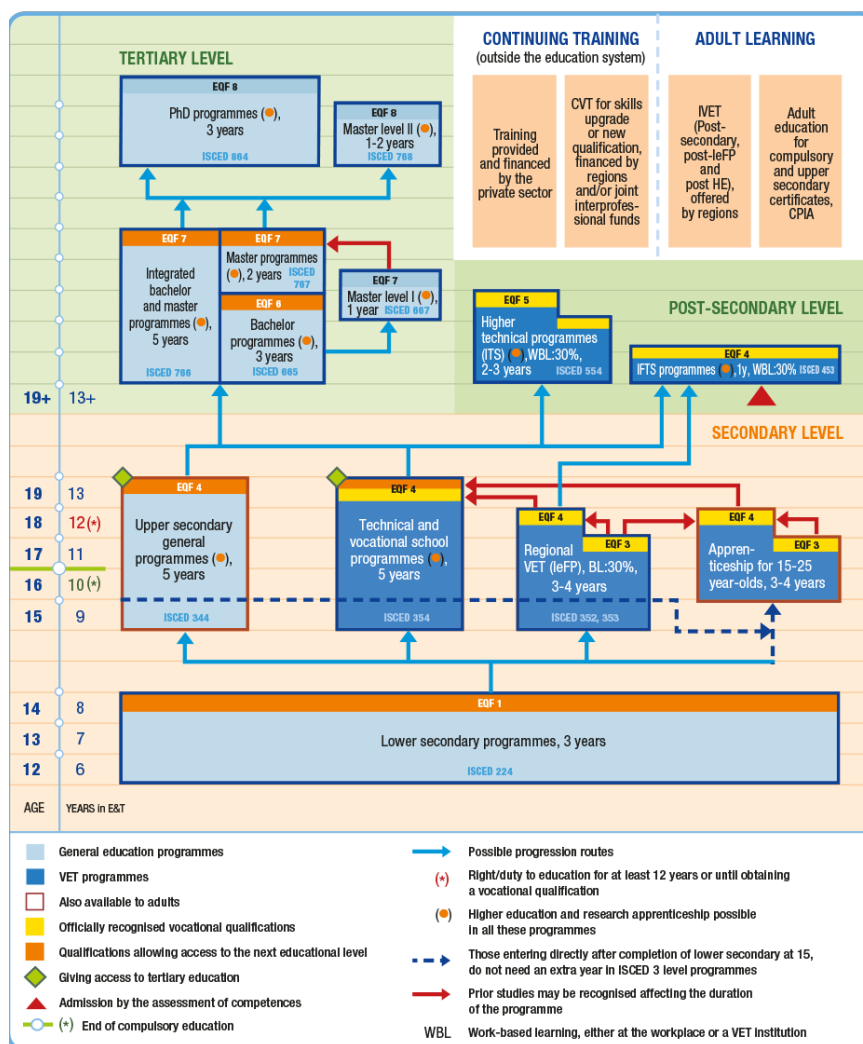 TERTIARY LEVEL
EQF 8
PhD programmes ( ),
3 years
ISCED 864
EQF 8
Master level II ( ),
1-2 years
ISCED 768
CONTINUING TRAINING
(outside the education system)
Training
provided
and financed
by the
private sector
CVT for skills
upgrade
or new
qualification,
financed by
regions
and/or joint
interprofes-
sional funds
ADULT LEARNING
IVET
(Post-
secondary,
post-IeFP
and
post HE),
offered
by regions
Adult
education
for
compulsory
and upper
secondary
certificates,
CPIA
EQF 7
Integrated
bachelor
and master
programmes ( ),
5 years
ISCED 766
EQF 7
Master programmes
( ), 2 years ISCED
767
EQF 6
Bachelor
programmes ( ),
3 years
ISCED 665
EQF 7
Master level I ( ),
1 year ISCED 667
POST-SECONDARY LEVEL
EQF 5
Higher
technical programmes
(ITS) ( ),WBL:30%,
2-3 years
ISCED 554
EQF 4
IFTS programmes ( ),1y, WBL:30% ISCED 453
19+ 13+
SECONDARY LEVEL
19 13
18 12(*)
17 11
16 10(*)
15 9
EQF 4
Upper secondary
general
programmes ( ),
5 years
ISCED 344
EQF 4
Technical and
vocational school
programmes ( ),
5 years
ISCED 354
EQF 4
EQF 3
Regional
VET (IeFP), BL:30%,
3-4 years
ISCED 352, 353
EQF 4
EQF 3
Appren-
ticeship for 15-25
year-olds, 3-4 years
14 8
13 7
12 6
EQF 1
Lower secondary programmes, 3 years
ISCED 224
AGE YEARS in E&T
General education programmes
VET programmes
Also available to adults
Officially recognised vocational qualifications
Qualifications allowing access to the next educational level
Giving access to tertiary education
Admission by the assessment of competences
(*) End of compulsory education
Possible progression routes
(*) Right/duty to education for at least 12 years or until obtaining
a vocational qualification
( ) Higher education and research apprenticeship possible
in all these programmes
Those entering directly after completion of lower secondary at 15,
do not need an extra year in ISCED 3 level programmes
Prior studies may be recognised affecting the duration
of the programme
WBL Work-based learning, either at the workplace or a VET institution